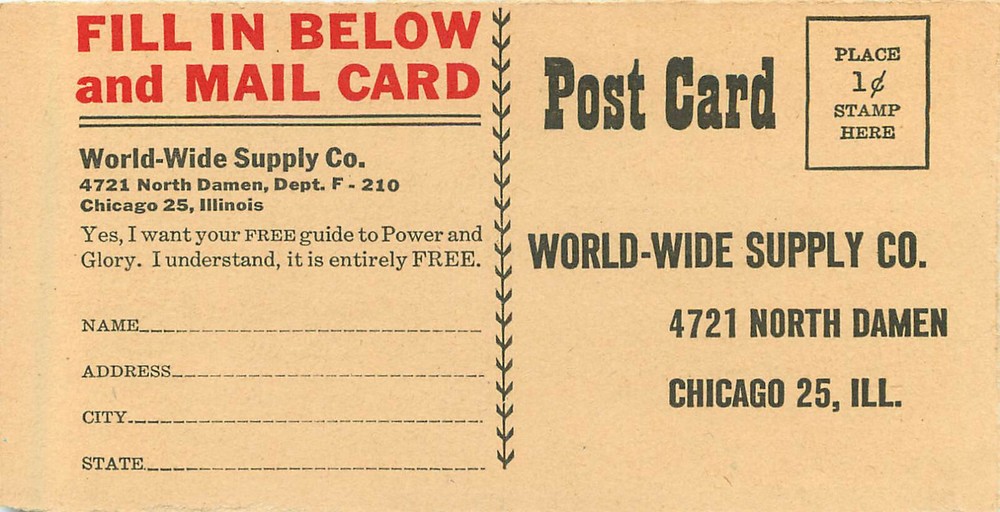 FILL IN BELOW
and MAIL CARD
World-Wide Supply Co.
4721 North Damen, Dept. F - 210
Chicago 25, Illinois
Yes, I want your FREE guide to Power and
Glory. I understand, it is entirely FREE.
NAME
ADDRESS
CITY
STATE
Post Card
PLACE
1¢
STAMP
HERE
WORLD-WIDE SUPPLY CO.
4721 NORTH DAMEN
CHICAGO 25, ILL.